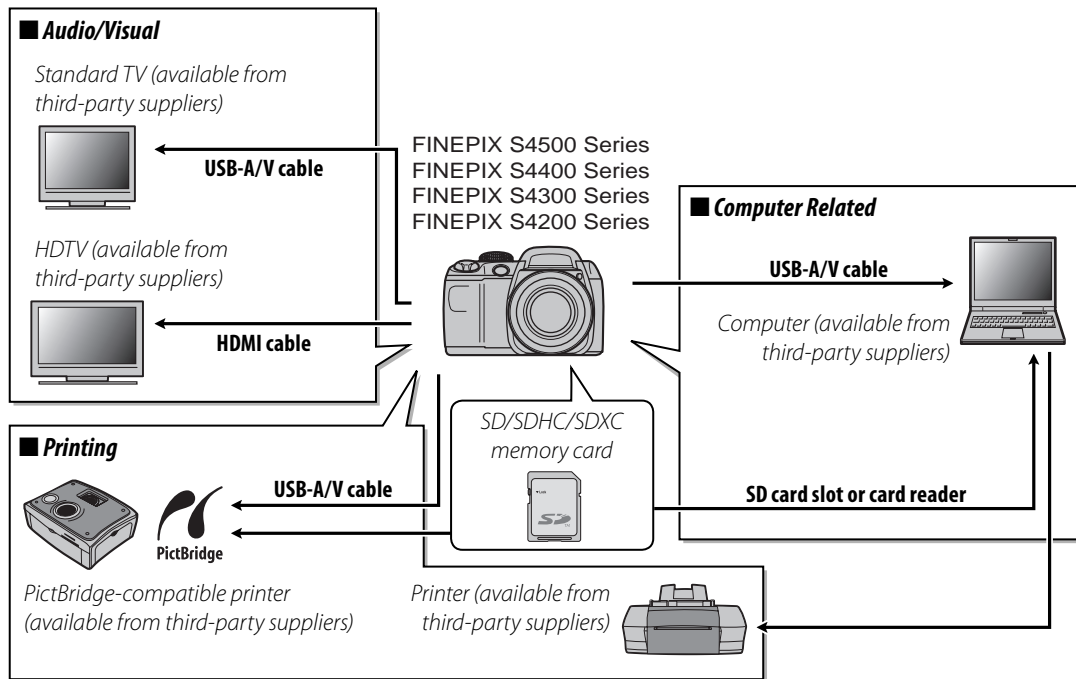 ■ Audio/Visual
Standard TV (available from
third-party suppliers)
USB-A/V cable
HDTV (available from
third-party suppliers)
HDMI cable
FINEPIX S4500 Series
FINEPIX S4400 Series
FINEPIX S4300 Series
FINEPIX S4200 Series
■ Computer Related
USB-A/V cable
Computer (available from
third-party suppliers)
SD card slot or card reader
SD/SDHC/SDXC
memory card
Lock
SD
■ Printing
USB-A/V cable
PictBridge
PictBridge-compatible printer
(available from third-party suppliers)
Printer (available from
third-party suppliers)